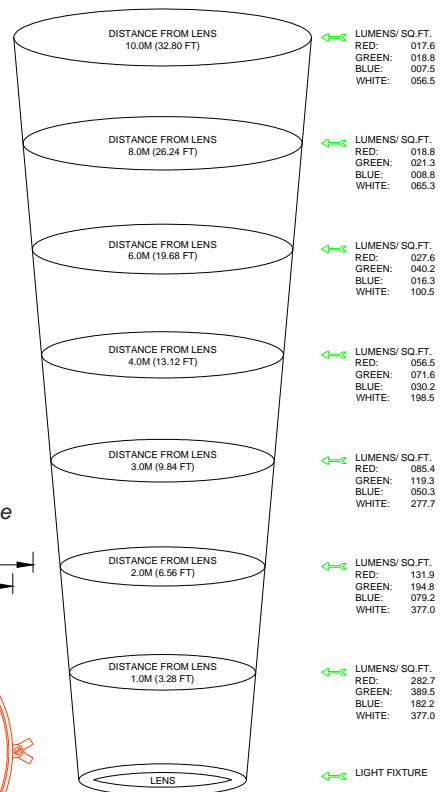 DISTANCE FROM LENS
10.0M (32.80 FT)
LUMENS/ SQ.FT.
RED: 017.6
GREEN: 018.8
BLUE: 007.5
WHITE: 056.5
DISTANCE FROM LENS
8.0M (26.24 FT)
LUMENS/ SQ.FT.
RED: 018.8
GREEN: 021.3
BLUE: 008.8
WHITE: 065.3
DISTANCE FROM LENS
6.0M (19.68 FT)
LUMENS/ SQ.FT.
RED: 027.6
GREEN: 040.2
BLUE: 016.3
WHITE: 100.5
DISTANCE FROM LENS
4.0M (13.12 FT)
LUMENS/ SQ.FT.
RED: 056.5
GREEN: 071.6
BLUE: 030.2
WHITE: 198.5
DISTANCE FROM LENS
3.0M (9.84 FT)
LUMENS/ SQ.FT.
RED: 085.4
GREEN: 119.3
BLUE: 050.3
WHITE: 277.7
e
DISTANCE FROM LENS
2.0M (6.56 FT)
LUMENS/ SQ.FT.
RED: 131.9
GREEN: 194.8
BLUE: 079.2
WHITE: 377.0
DISTANCE FROM LENS
1.0M (3.28 FT)
LUMENS/ SQ.FT.
RED: 282.7
GREEN: 389.5
BLUE: 182.2
WHITE: 377.0
LENS
LIGHT FIXTURE